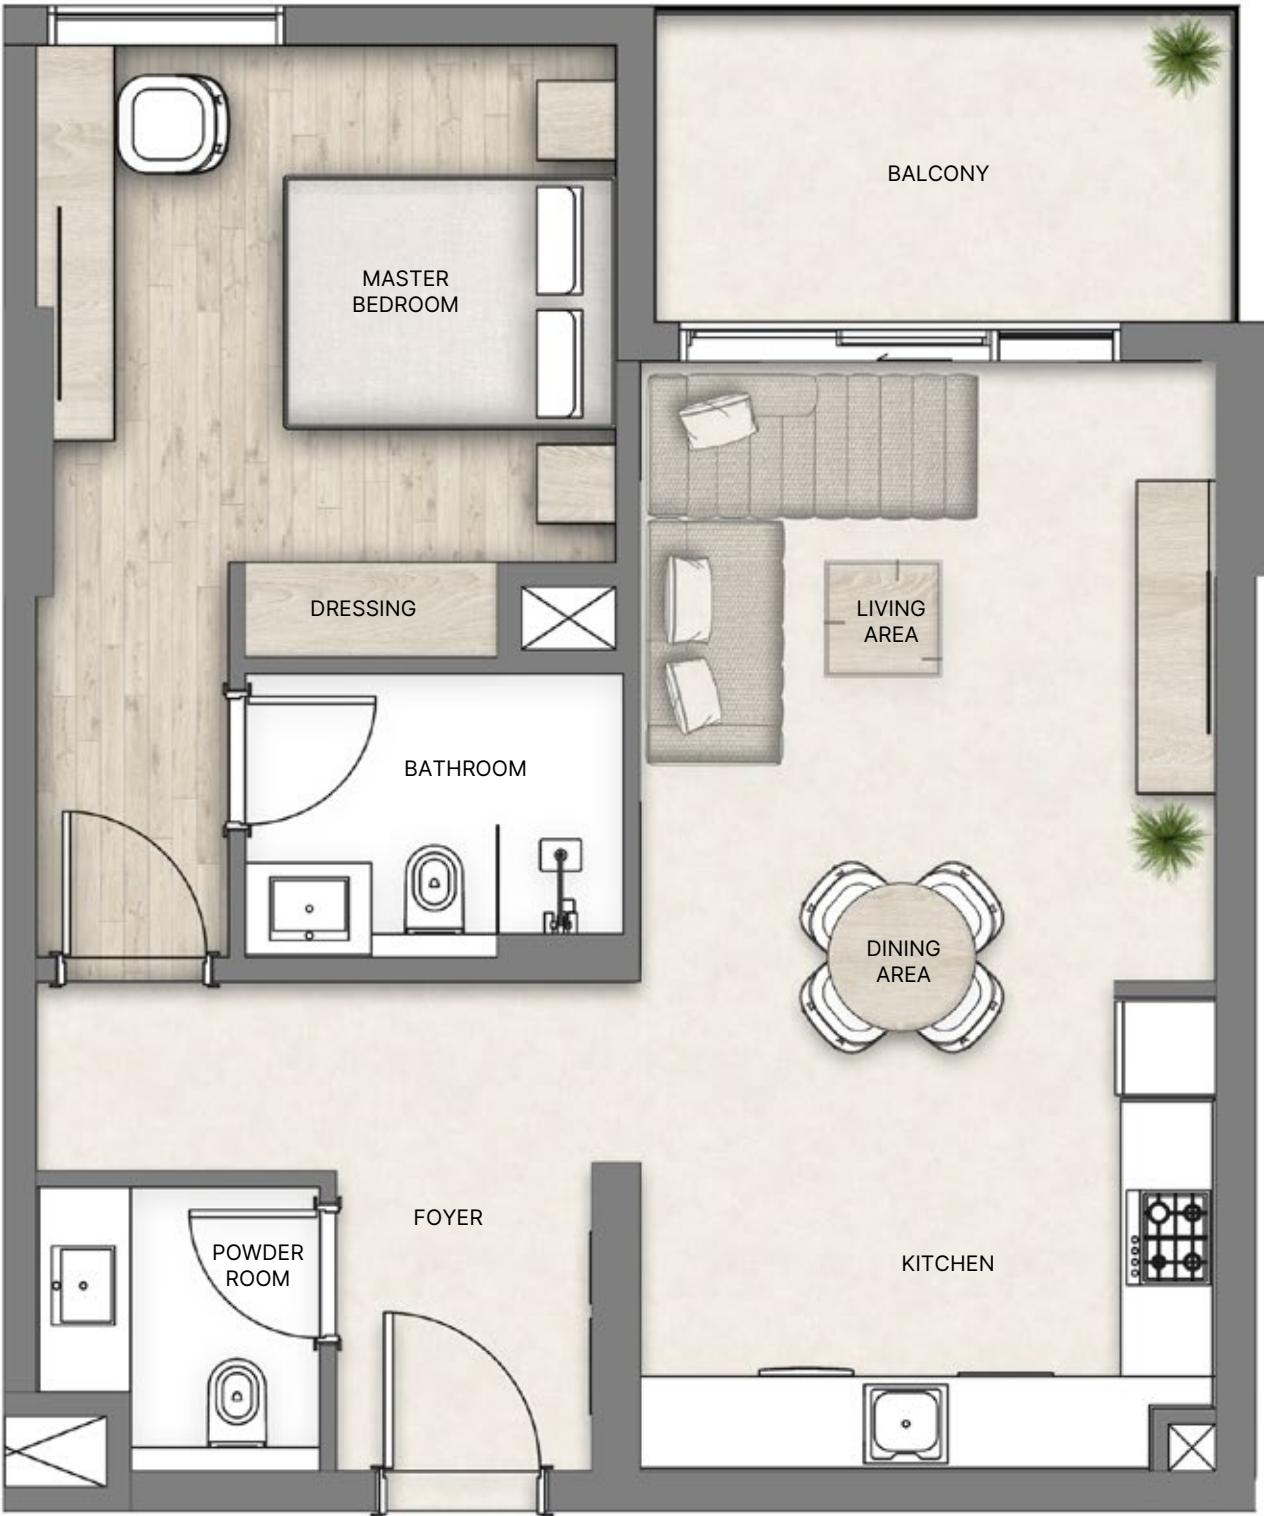 BALCONY
MASTER
BEDROOM
DRESSING
LIVING
AREA
BATHROOM
DINING
AREA
FOYER
POWDER
ROOM
KITCHEN